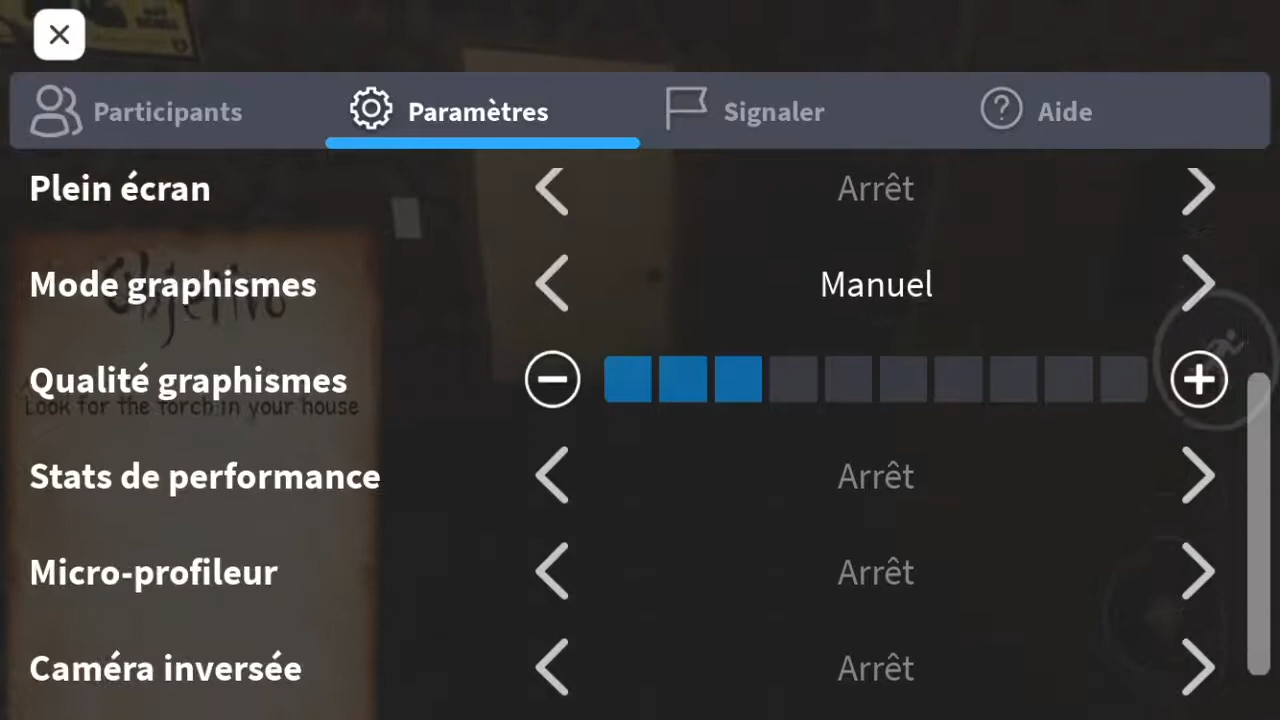 Participants
Paramètres
Signaler
Aide
Plein écran
Arrêt
Mode graphismes
Manuel
Objetivo
Qualité graphismes
Look for the torch in your house
Stats de performance
Arrêt
Micro-profileur
Arrêt
Caméra inversée
Arrêt